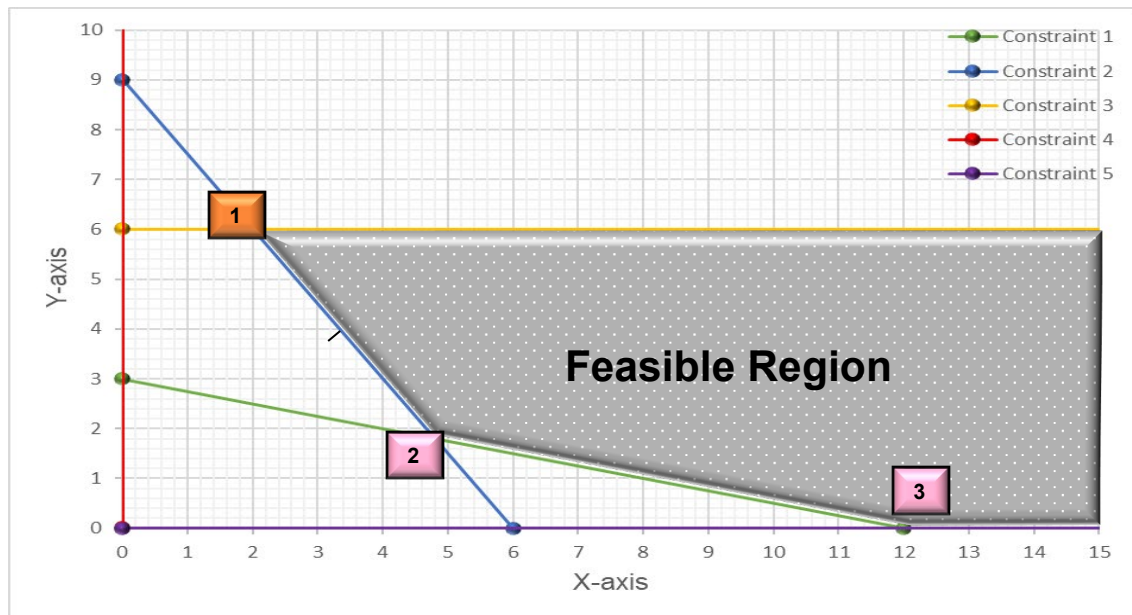 10
Constraint 1
9
Constraint 2
8
Constraint 3
7
Constraint 4
Constraint 5
1
6
5
Y-axis
4
Feasible Region
3
2
2
3
1
0
0 1 2 3 4 5 6 7 8 9 10 11 12 13 14 15
X-axis